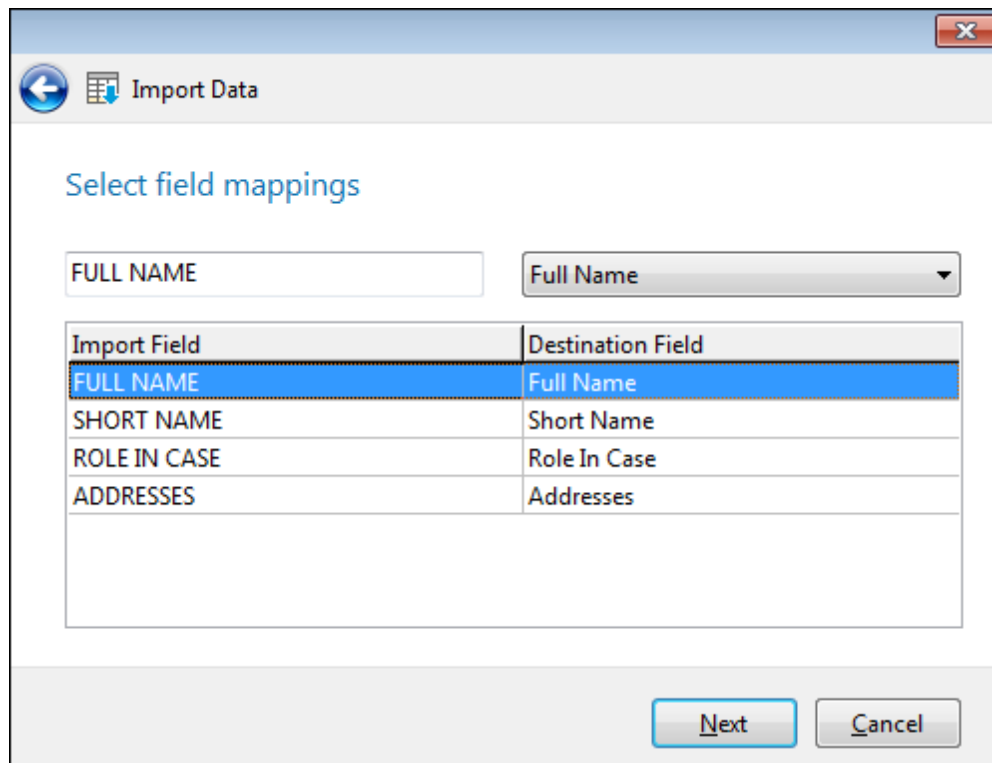 Import Data
Select field mappings
FULL NAME Full Name
Import Field Destination Field
FULL NAME Full Name
SHORT NAME Short Name
ROLE IN CASE Role In Case
ADDRESSES Addresses
Next Cancel